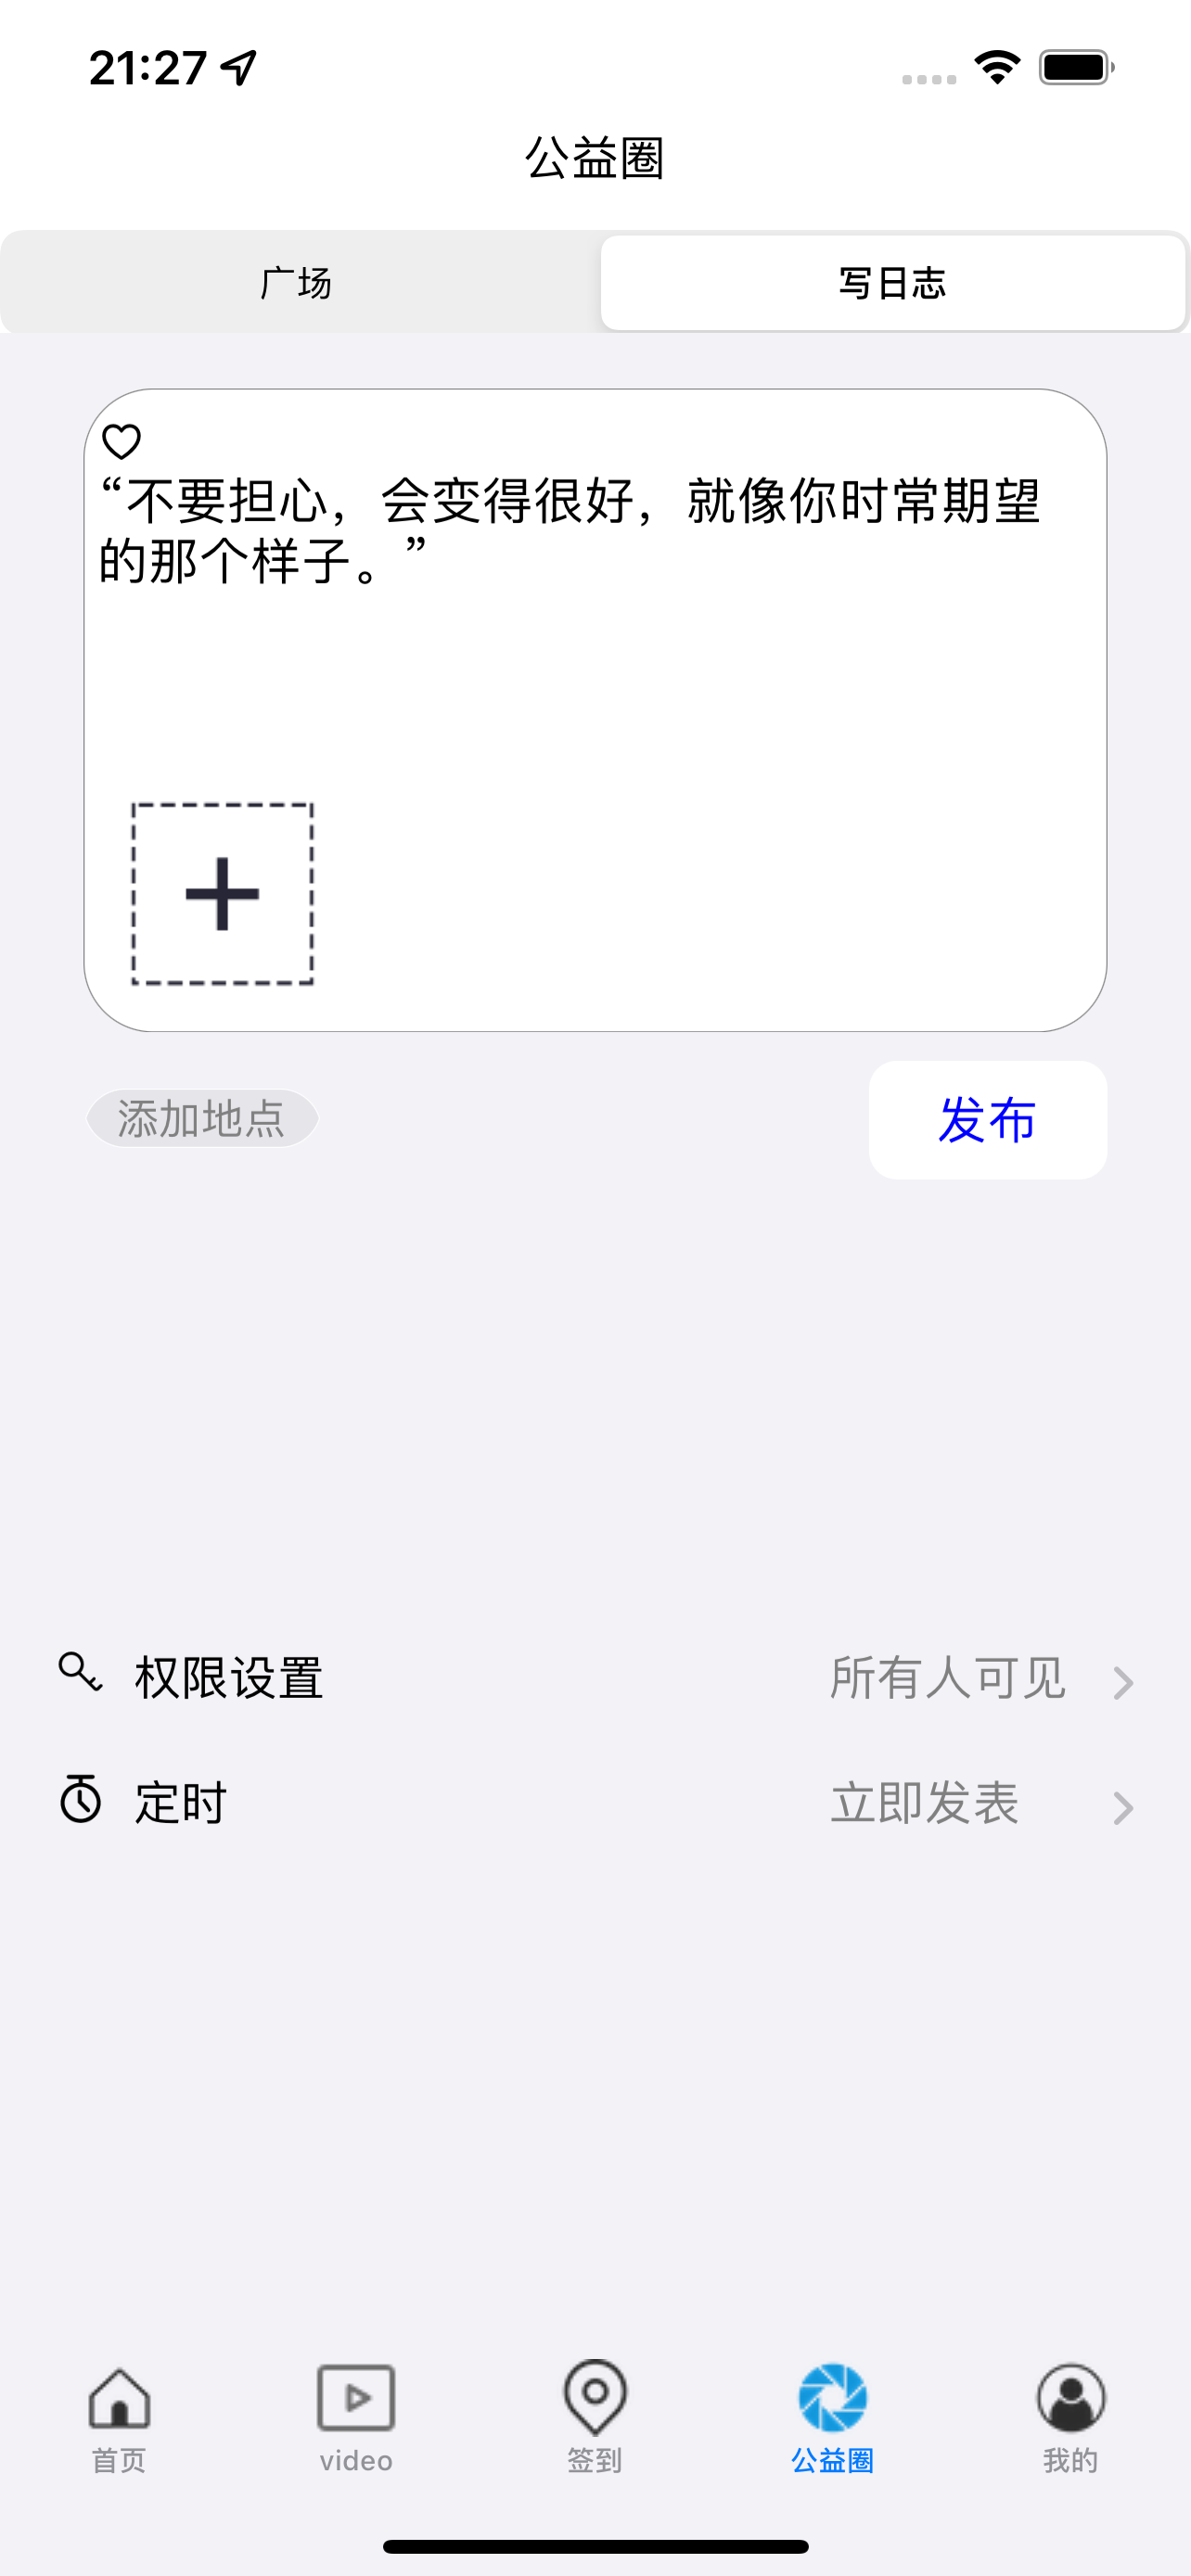 21:27
公益圈
广场
写日志
“不要担心，会变得很好，就像你时常期望
的那个样子。”
添加地点
发布
权限设置
所有人可见
定时
立即发表
首页
video
签到
公益圈
我的